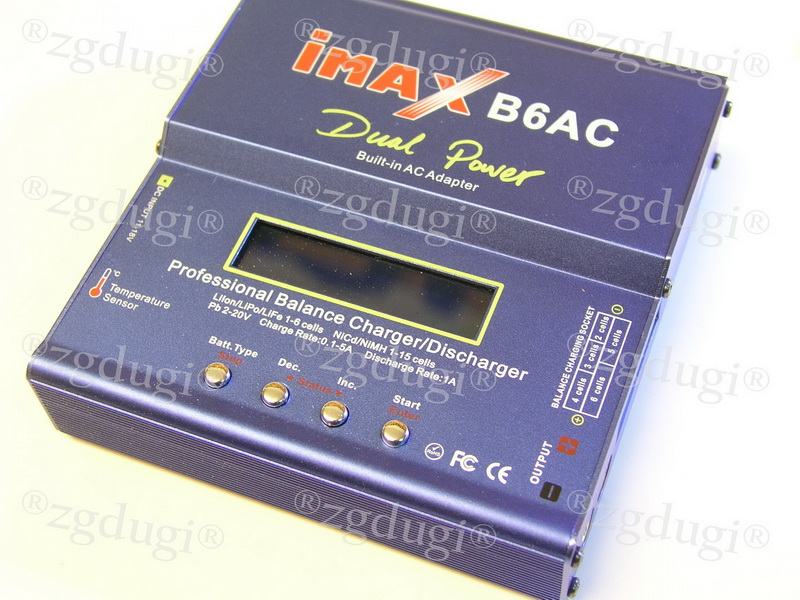 iMAX B6AC
Dual Power
Built-in AC Adapter
DC INPUT 11-18V
°C
Temperature
Sensor
Professional Balance Charger/Discharger
LiIon/LiPo/LiFe 1-6 cells NiCd/NiMH 1-15 cells
Pb 2-20V Charge Rate:0,1-5A Discharge Rate:1A
Batt.Type
Stop
Dec.
Inc.
◄ Status ►
Start
Enter
RoHS
FC CE
BALANCE CHARGING SOCKET
2 cells
3 cells
4 cells
5 cells
6 cells
OUTPUT
+
−
®zgdugi® ®zgdugi® ®zgdugi®
®zgdugi® ®zgdugi® ®zgdugi®
®zgdugi® ®zgdugi® ®zgdugi®
®zgdugi® ®zgdugi® ®zgdugi®